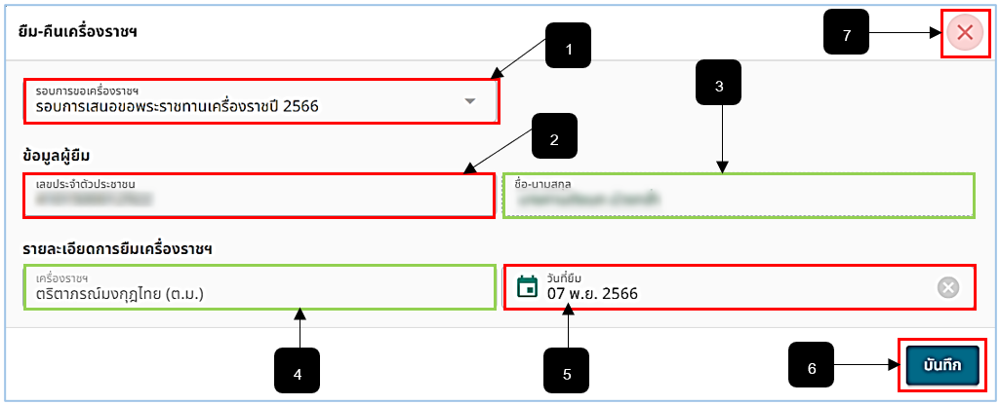 ยืม-คืนเครื่องราชฯ
7
1
รอบการขอเครื่องราชฯ
รอบการเสนอขอพระราชทานเครื่องราชปี 2566
3
2
ข้อมูลผู้ยืม
เลขประจำตัวประชาชน
ชื่อ-นามสกุล
รายละเอียดการยืมเครื่องราชฯ
เครื่องราชฯ
ตริตาภรณ์มงกุฎไทย (ต.ม.)
วันที่ยืม
07 พ.ย. 2566
4
5
6
บันทึก